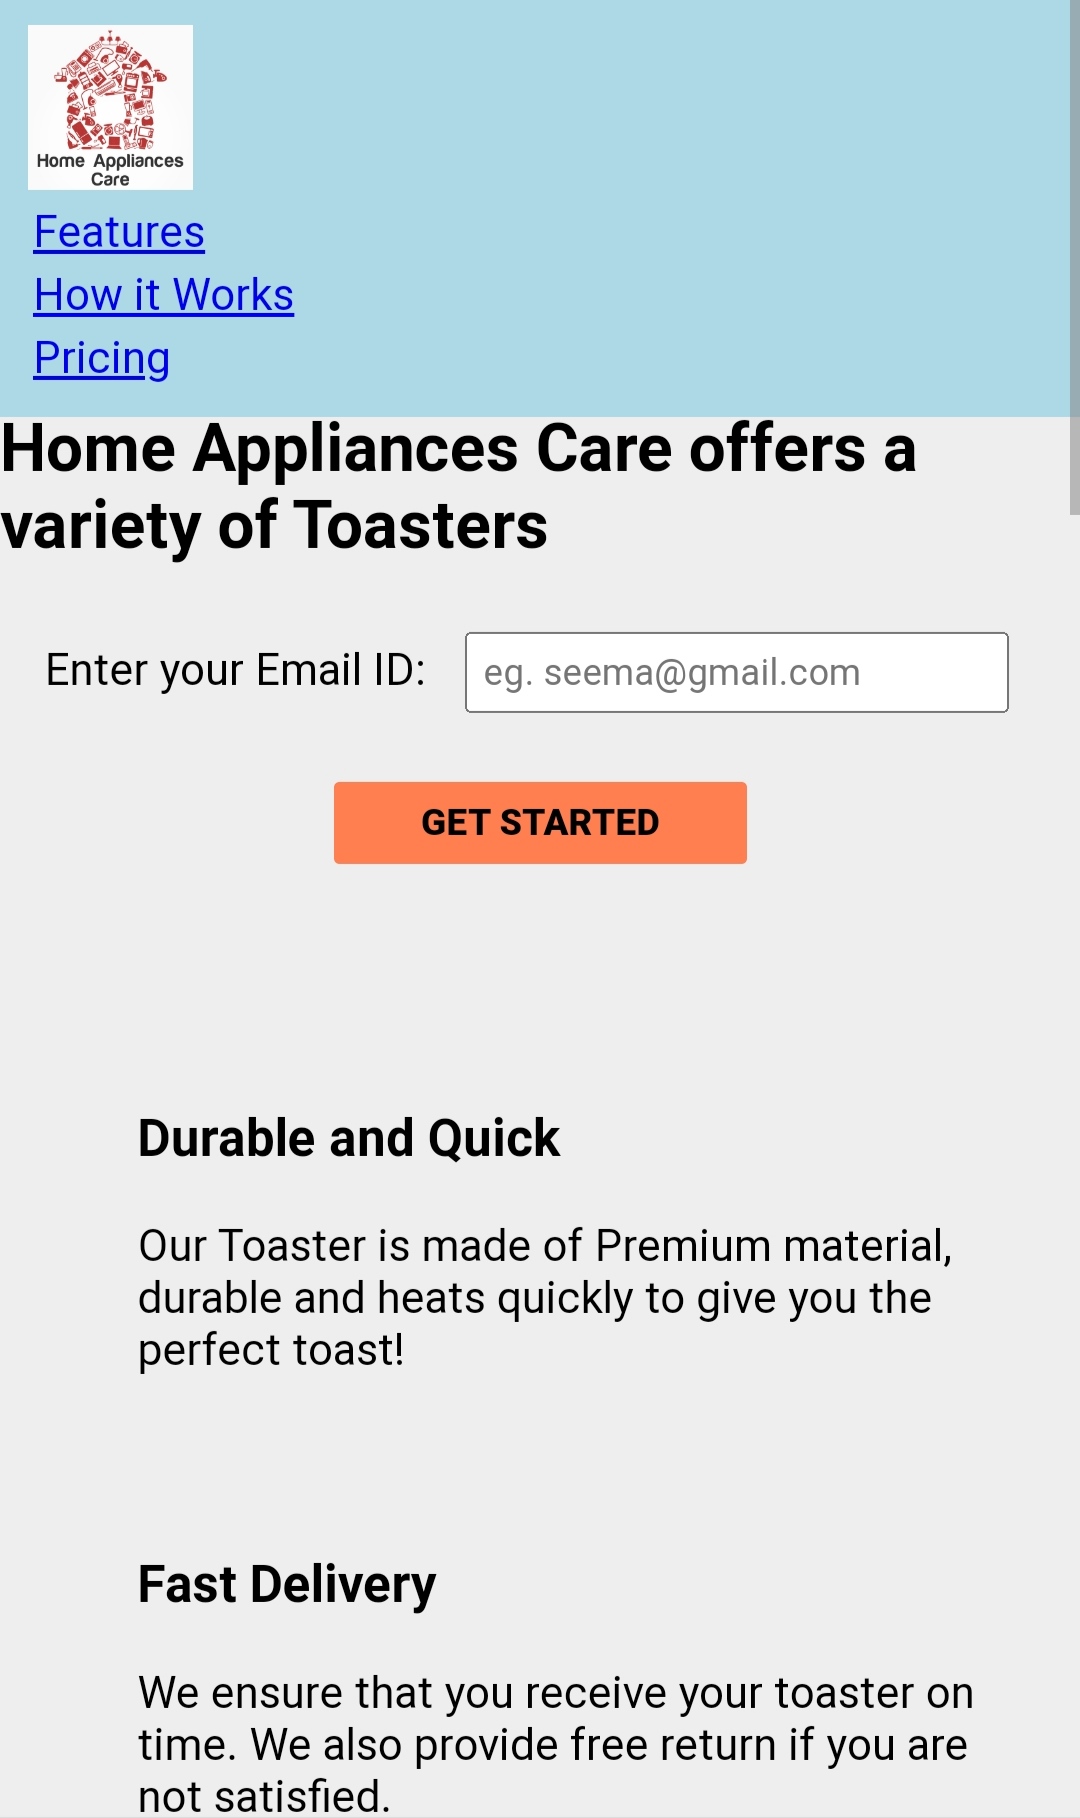 Home Appliances
Care
Features
How it Works
Pricing
Home Appliances Care offers a
variety of Toasters
Enter your Email ID:
eg. seema@gmail.com
GET STARTED
Durable and Quick
Our Toaster is made of Premium material,
durable and heats quickly to give you the
perfect toast!
Fast Delivery
We ensure that you receive your toaster on
time. We also provide free return if you are
not satisfied.